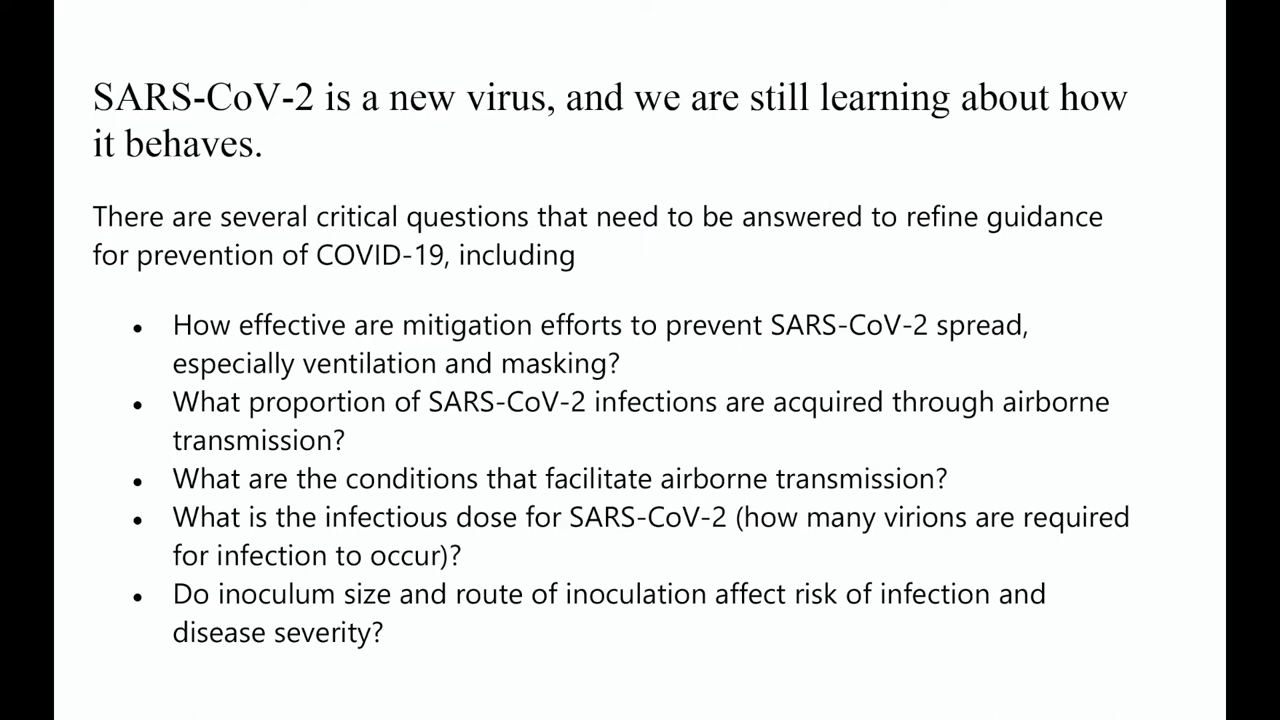 SARS-CoV-2 is a new virus, and we are still learning about how
it behaves.
There are several critical questions that need to be answered to refine guidance
for prevention of COVID-19, including
• How effective are mitigation efforts to prevent SARS-CoV-2 spread,
especially ventilation and masking?
• What proportion of SARS-CoV-2 infections are acquired through airborne
transmission?
• What are the conditions that facilitate airborne transmission?
• What is the infectious dose for SARS-CoV-2 (how many virions are required
for infection to occur)?
• Do inoculum size and route of inoculation affect risk of infection and
disease severity?